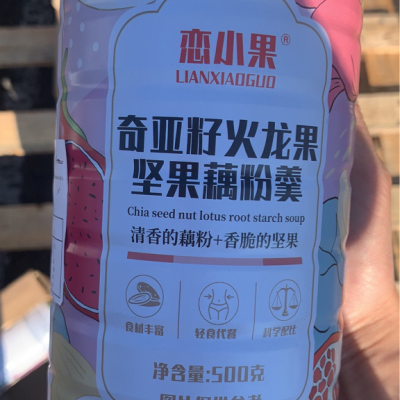 恋小果®
LIANXIAOGUO
奇亚籽火龙果
坚果藕粉羹
Chia seed nut lotus root starch soup
清香的藕粉+香脆的坚果
食材丰富 轻食代餐 科学配比
净含量:500克